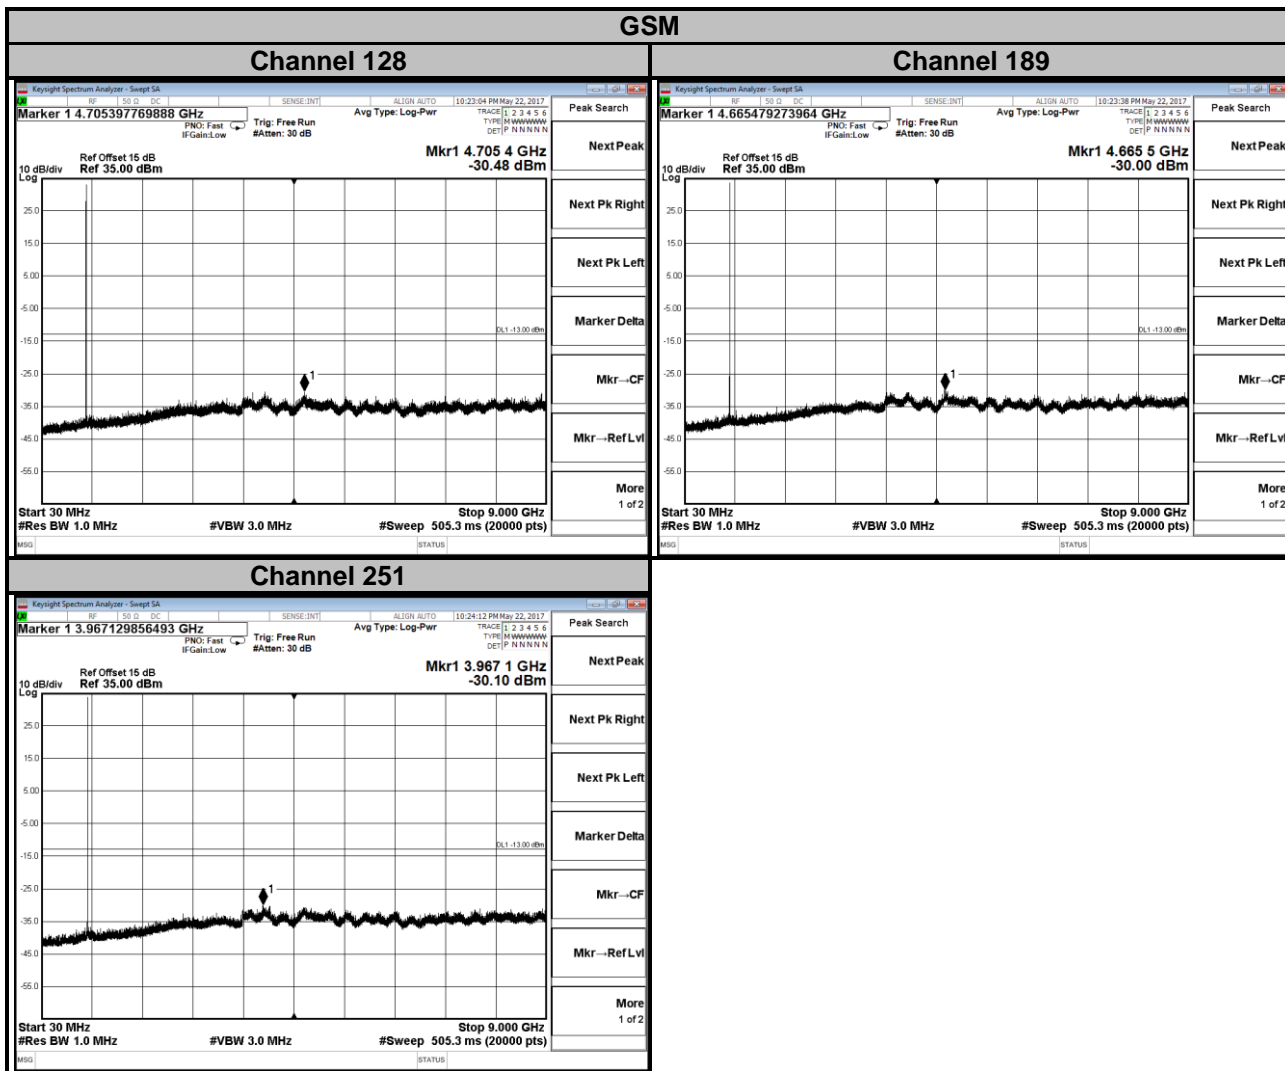 GSM
Channel 128
Keysight Spectrum Analyzer - Swept SA
RF 50 Ω DC SENSE:INT ALIGN AUTO 10:23:04 PM May 22, 2017
Marker 1 4.705397769888 GHz
PNO: Fast
IFGain:Low
Trig: Free Run
#Atten: 30 dB
Avg Type: Log-Pwr
TRACE 1 2 3 4 5 6
TYPE M WWWWW
DET P N N N N N
Ref Offset 15 dB
Ref 35.00 dBm
10 dB/div
Log
Mkr1 4.705 4 GHz
-30.48 dBm
25.0
15.0
5.00
-5.00
DL1 -13.00 dBm
-15.0
-25.0
1
-35.0
-45.0
-55.0
Start 30 MHz Stop 9.000 GHz
#Res BW 1.0 MHz #VBW 3.0 MHz #Sweep 505.3 ms (20000 pts)
MSG STATUS
Peak Search
Next Peak
Next Pk Right
Next Pk Left
Marker Delta
Mkr→CF
Mkr→Ref Lvl
More
1 of 2
Channel 189
Keysight Spectrum Analyzer - Swept SA
RF 50 Ω DC SENSE:INT ALIGN AUTO 10:23:38 PM May 22, 2017
Marker 1 4.665479273964 GHz
PNO: Fast
IFGain:Low
Trig: Free Run
#Atten: 30 dB
Avg Type: Log-Pwr
TRACE 1 2 3 4 5 6
TYPE M WWWWW
DET P N N N N N
Ref Offset 15 dB
Ref 35.00 dBm
10 dB/div
Log
Mkr1 4.665 5 GHz
-30.00 dBm
25.0
15.0
5.00
-5.00
DL1 -13.00 dBm
-15.0
-25.0
1
-35.0
-45.0
-55.0
Start 30 MHz Stop 9.000 GHz
#Res BW 1.0 MHz #VBW 3.0 MHz #Sweep 505.3 ms (20000 pts)
MSG STATUS
Peak Search
Next Peak
Next Pk Right
Next Pk Left
Marker Delta
Mkr→CF
Mkr→Ref Lvl
More
1 of 2
Channel 251
Keysight Spectrum Analyzer - Swept SA
RF 50 Ω DC SENSE:INT ALIGN AUTO 10:24:12 PM May 22, 2017
Marker 1 3.967129856493 GHz
PNO: Fast
IFGain:Low
Trig: Free Run
#Atten: 30 dB
Avg Type: Log-Pwr
TRACE 1 2 3 4 5 6
TYPE M WWWWW
DET P N N N N N
Ref Offset 15 dB
Ref 35.00 dBm
10 dB/div
Log
Mkr1 3.967 1 GHz
-30.10 dBm
25.0
15.0
5.00
-5.00
DL1 -13.00 dBm
-15.0
-25.0
1
-35.0
-45.0
-55.0
Start 30 MHz Stop 9.000 GHz
#Res BW 1.0 MHz #VBW 3.0 MHz #Sweep 505.3 ms (20000 pts)
MSG STATUS
Peak Search
Next Peak
Next Pk Right
Next Pk Left
Marker Delta
Mkr→CF
Mkr→Ref Lvl
More
1 of 2